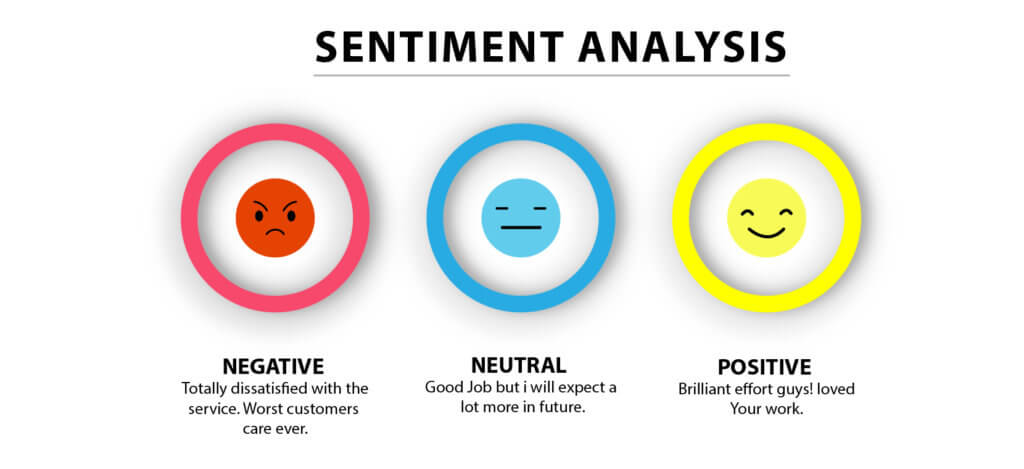 SENTIMENT ANALYSIS
NEGATIVE
Totally dissatisfied with the
service. Worst customers
care ever.
NEUTRAL
Good Job but i will expect a
lot more in future.
POSITIVE
Brilliant effort guys! loved
Your work.